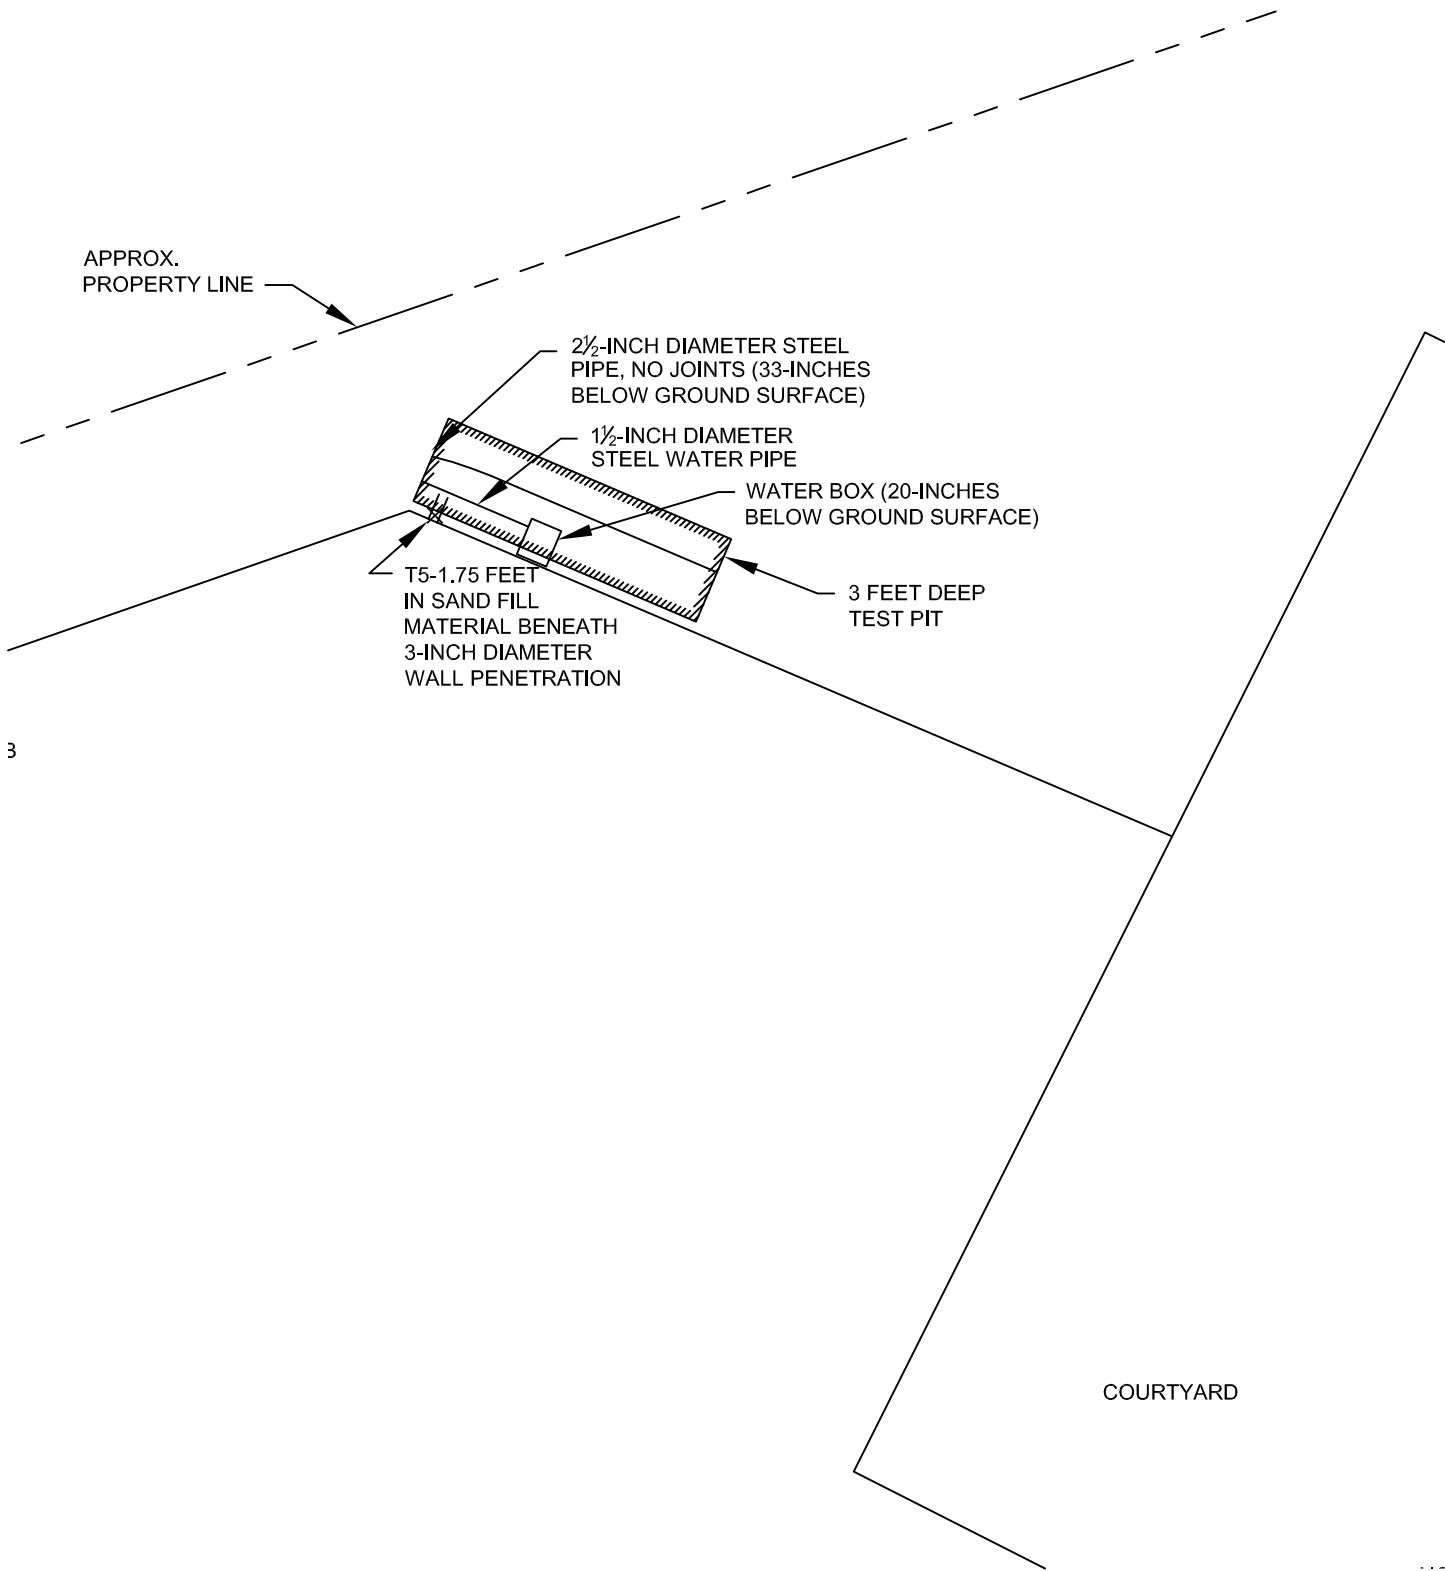 APPROX.
PROPERTY LINE
2½-INCH DIAMETER STEEL
PIPE, NO JOINTS (33-INCHES
BELOW GROUND SURFACE)
1½-INCH DIAMETER
STEEL WATER PIPE
WATER BOX (20-INCHES
BELOW GROUND SURFACE)
T5-1.75 FEET
IN SAND FILL
MATERIAL BENEATH
3-INCH DIAMETER
WALL PENETRATION
3 FEET DEEP
TEST PIT
COURTYARD